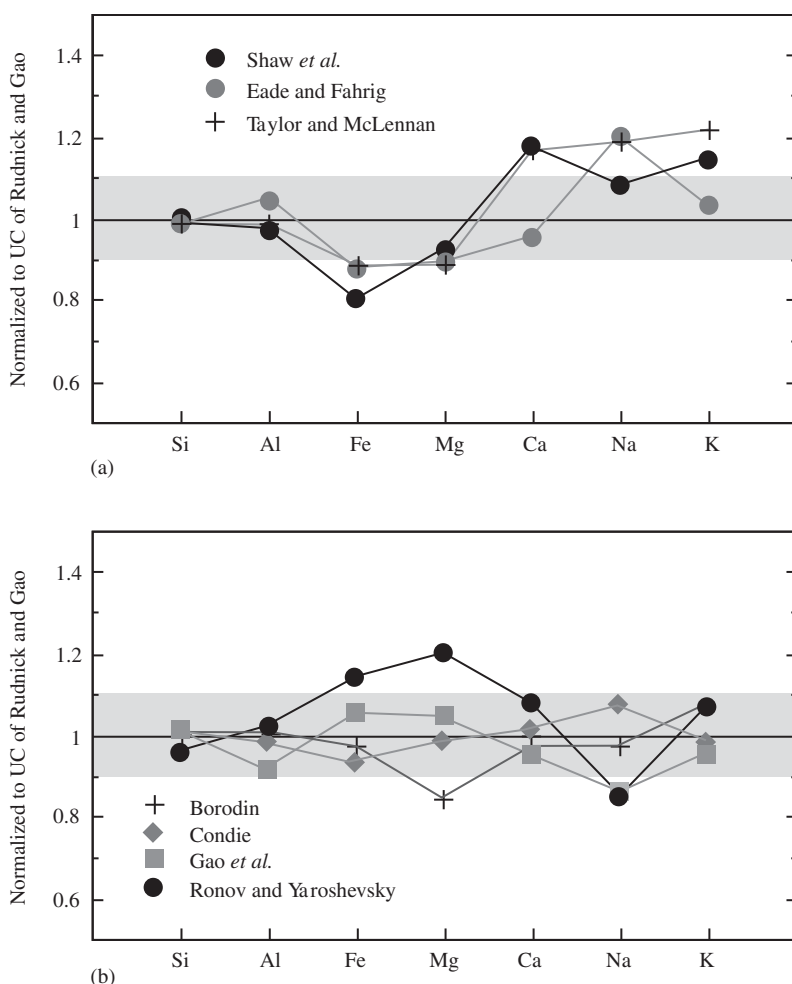 1.4
1.2
1
0.8
0.6
Normalized to UC of Rudnick and Gao
Shaw et al.
Eade and Fahrig
Taylor and McLennan
Si Al Fe Mg Ca Na K
(a)
1.4
1.2
1
0.8
0.6
Normalized to UC of Rudnick and Gao
Borodin
Condie
Gao et al.
Ronov and Yaroshevsky
Si Al Fe Mg Ca Na K
(b)